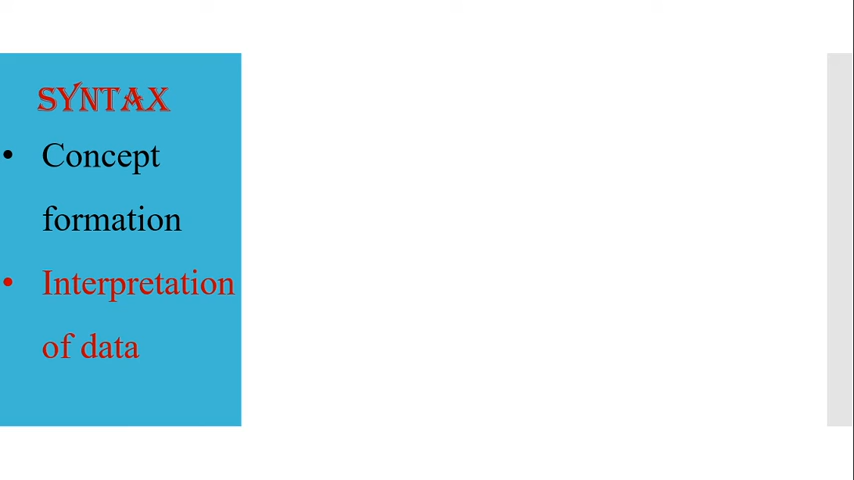 SYNTAX
• Concept
formation
• Interpretation
of data